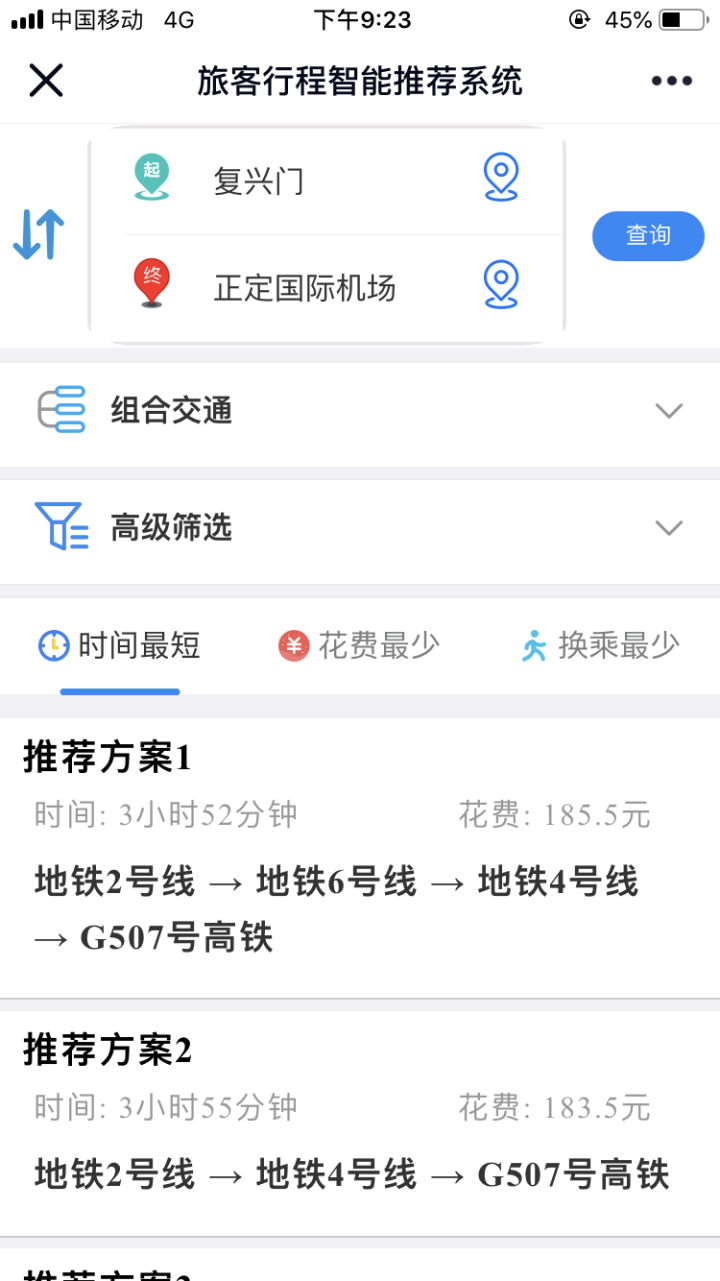 中国移动 4G 下午9:23 45%
旅客行程智能推荐系统
起 复兴门
查询
终 正定国际机场
组合交通
高级筛选
时间最短 ¥ 花费最少 换乘最少
推荐方案1
时间: 3小时52分钟 花费: 185.5元
地铁2号线 → 地铁6号线 → 地铁4号线
→ G507号高铁
推荐方案2
时间: 3小时55分钟 花费: 183.5元
地铁2号线 → 地铁4号线 → G507号高铁